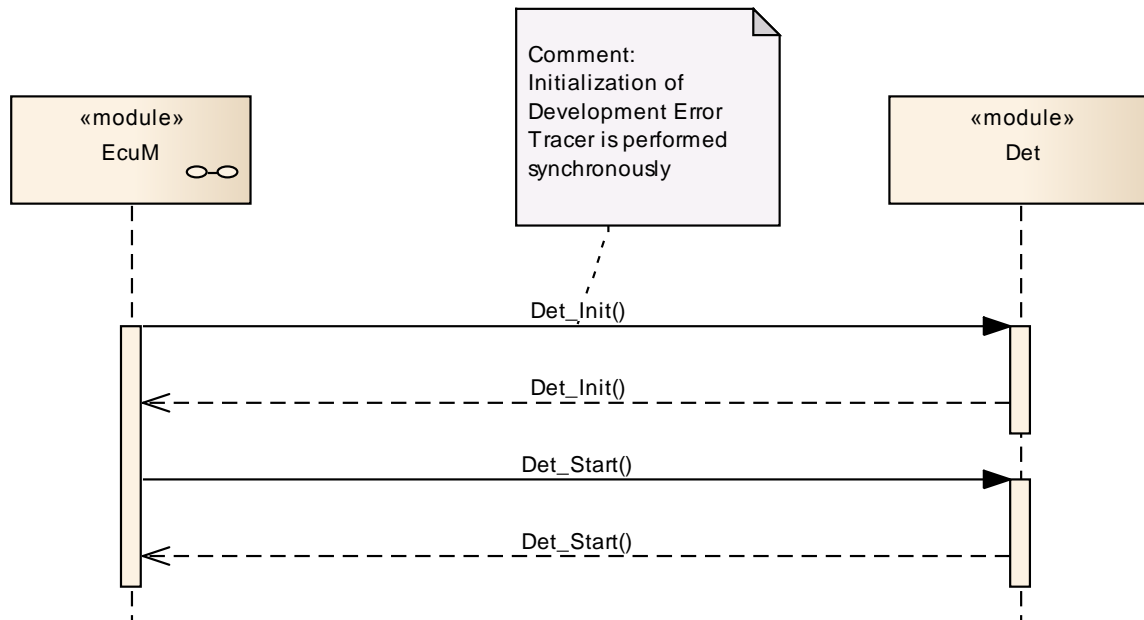 Comment:
Initialization of
Development Error
Tracer is performed
synchronously
«module»
EcuM
«module»
Det
Det_Init()
Det_Init()
Det_Start()
Det_Start()